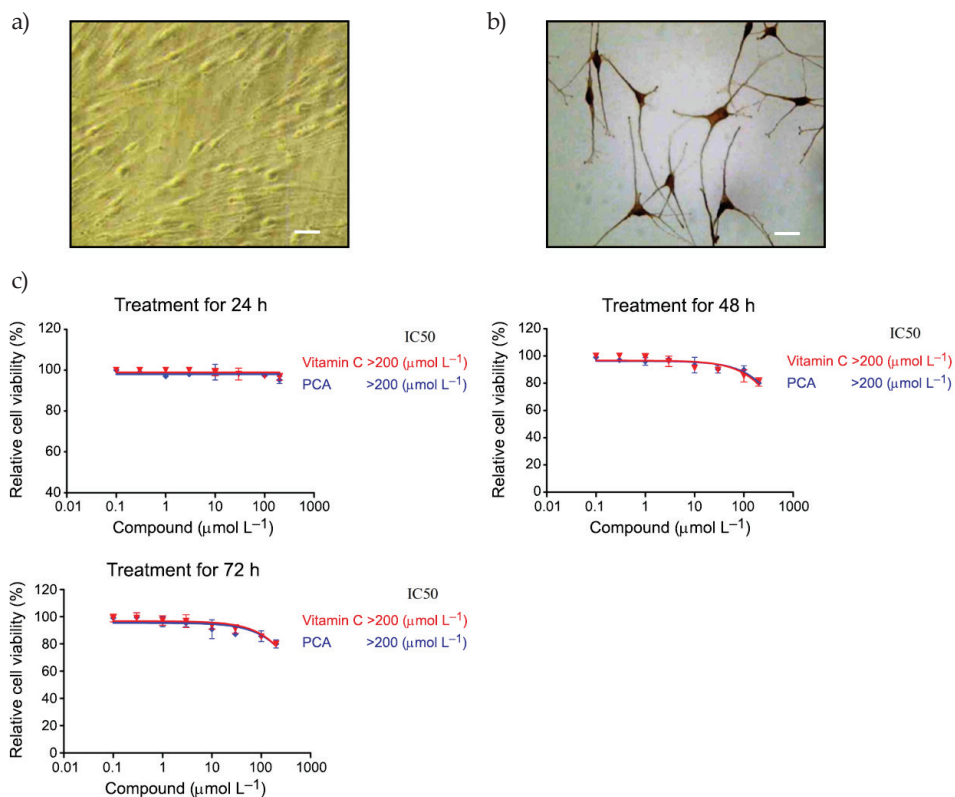 a)
b)
c)
Treatment for 24 h
Relative cell viability (%)
120
100
80
60
40
0.01 0.1 1 10 100 1000
Compound (μmol L⁻¹)
IC50
Vitamin C >200 (μmol L⁻¹)
PCA >200 (μmol L⁻¹)
Treatment for 48 h
Relative cell viability (%)
120
100
80
60
40
20
0
0.01 0.1 1 10 100 1000
Compound (μmol L⁻¹)
IC50
Vitamin C >200 (μmol L⁻¹)
PCA >200 (μmol L⁻¹)
Treatment for 72 h
Relative cell viability (%)
120
100
80
60
40
20
0
0.01 0.1 1 10 100 1000
Compound (μmol L⁻¹)
IC50
Vitamin C >200 (μmol L⁻¹)
PCA >200 (μmol L⁻¹)